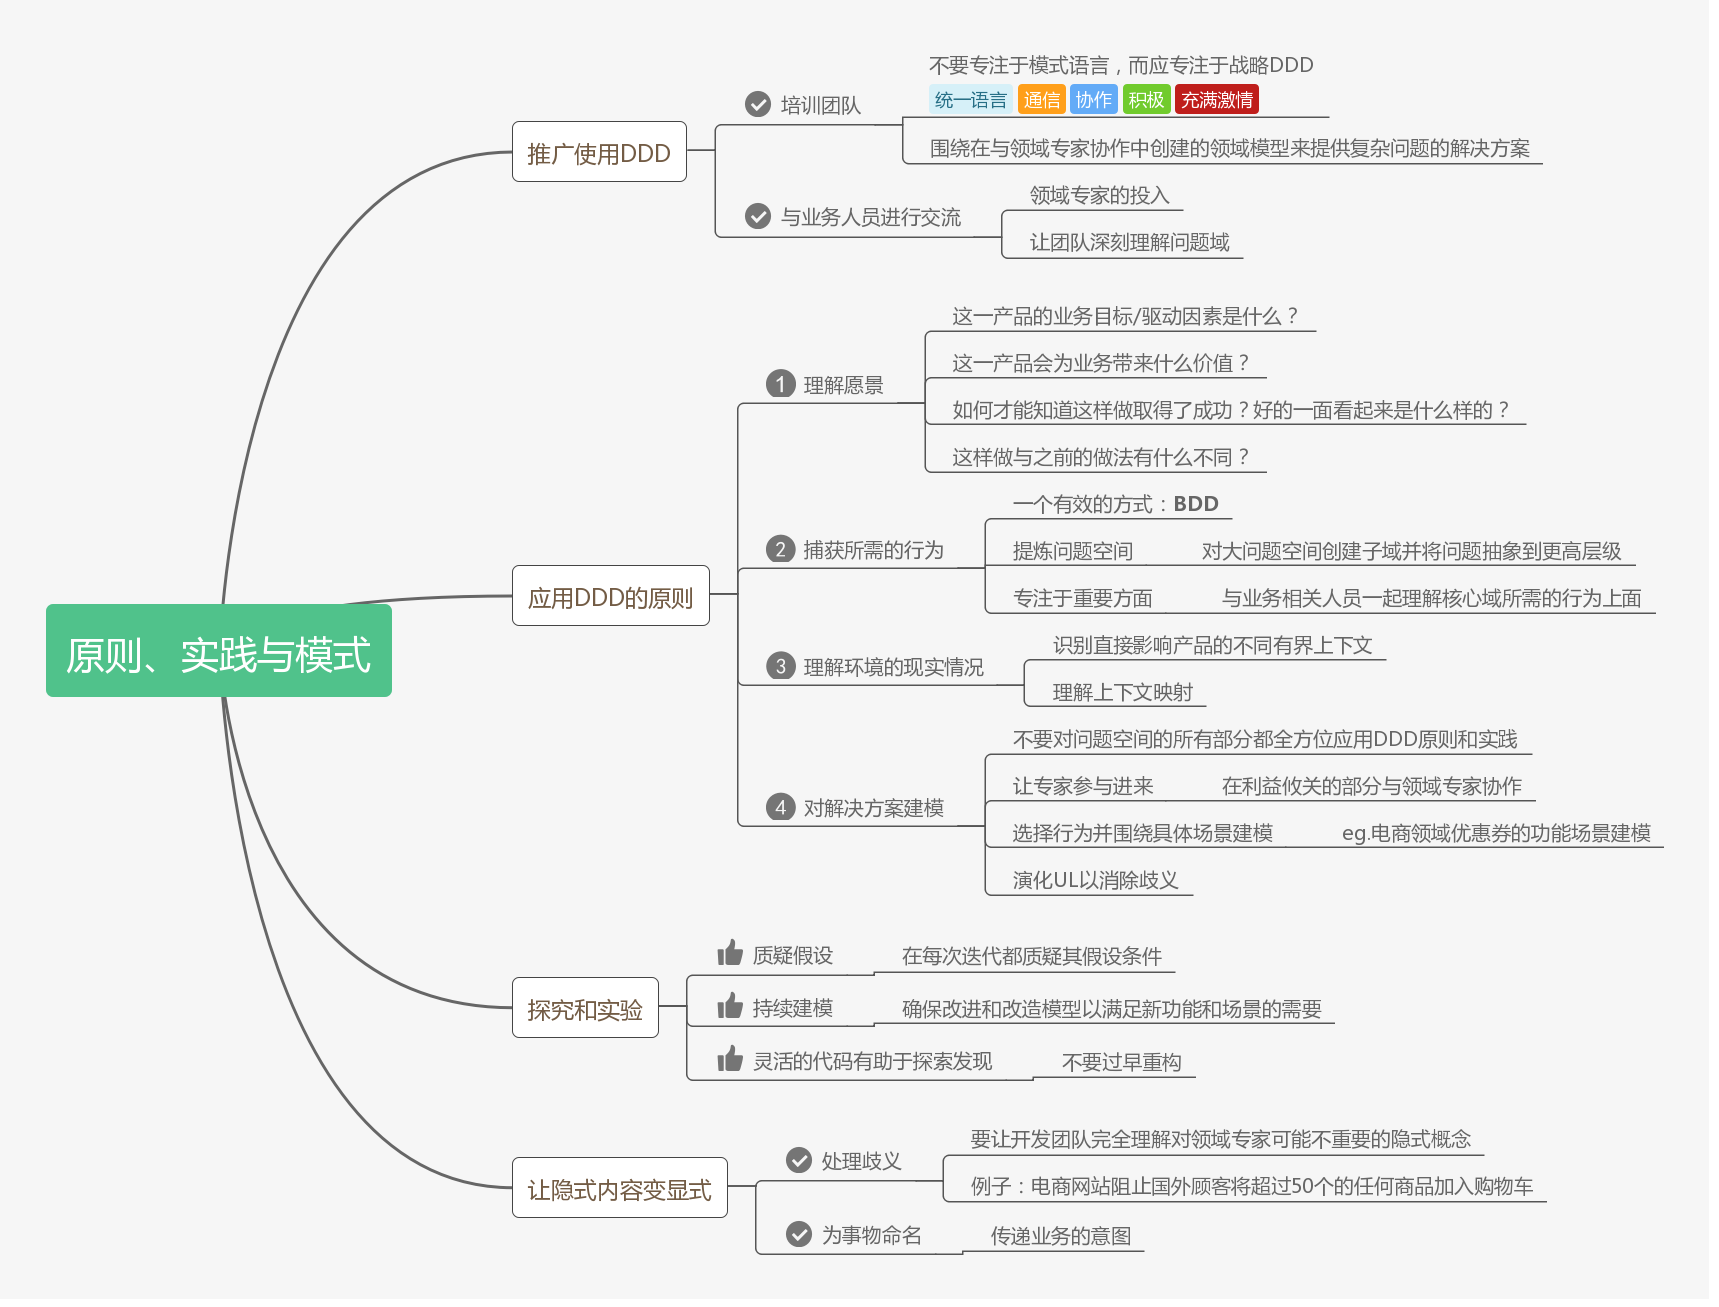 原则、实践与模式
推广使用DDD
培训团队
不要专注于模式语言，而应专注于战略DDD
统一语言 通信 协作 积极 充满激情
围绕在与领域专家协作中创建的领域模型来提供复杂问题的解决方案
与业务人员进行交流
领域专家的投入
让团队深刻理解问题域
应用DDD的原则
1 理解愿景
这一产品的业务目标/驱动因素是什么？
这一产品会为业务带来什么价值？
如何才能知道这样做取得了成功？好的一面看起来是什么样的？
这样做与之前的做法有什么不同？
2 捕获所需的行为
一个有效的方式：BDD
提炼问题空间 对大问题空间创建子域并将问题抽象到更高层级
专注于重要方面 与业务相关人员一起理解核心域所需的行为上面
3 理解环境的现实情况
识别直接影响产品的不同有界上下文
理解上下文映射
4 对解决方案建模
不要对问题空间的所有部分都全方位应用DDD原则和实践
让专家参与进来 在利益攸关的部分与领域专家协作
选择行为并围绕具体场景建模 eg.电商领域优惠券的功能场景建模
演化UL以消除歧义
探究和实验
质疑假设 在每次迭代都质疑其假设条件
持续建模 确保改进和改造模型以满足新功能和场景的需要
灵活的代码有助于探索发现 不要过早重构
让隐式内容变显式
处理歧义
要让开发团队完全理解对领域专家可能不重要的隐式概念
例子：电商网站阻止国外顾客将超过50个的任何商品加入购物车
为事物命名 传递业务的意图